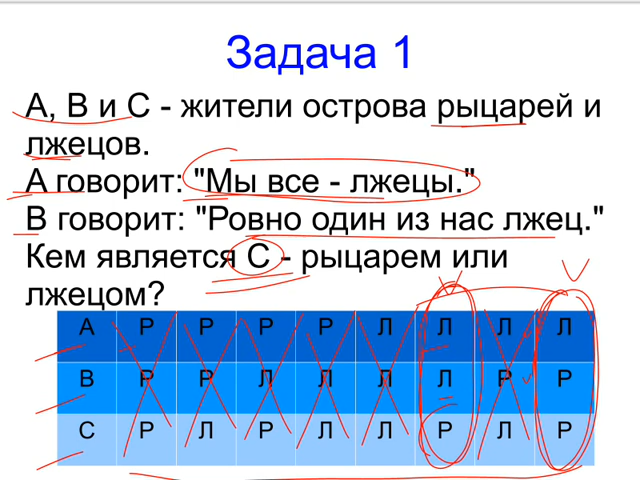 Задача 1
А, В и С - жители острова рыцарей и
лжецов.
А говорит: "Мы все - лжецы."
В говорит: "Ровно один из нас лжец."
Кем является С - рыцарем или
лжецом?
А Р Р Р Р Л Л Л Л
В Р Р Л Л Л Л Р Р
С Р Л Р Л Л Р Л Р